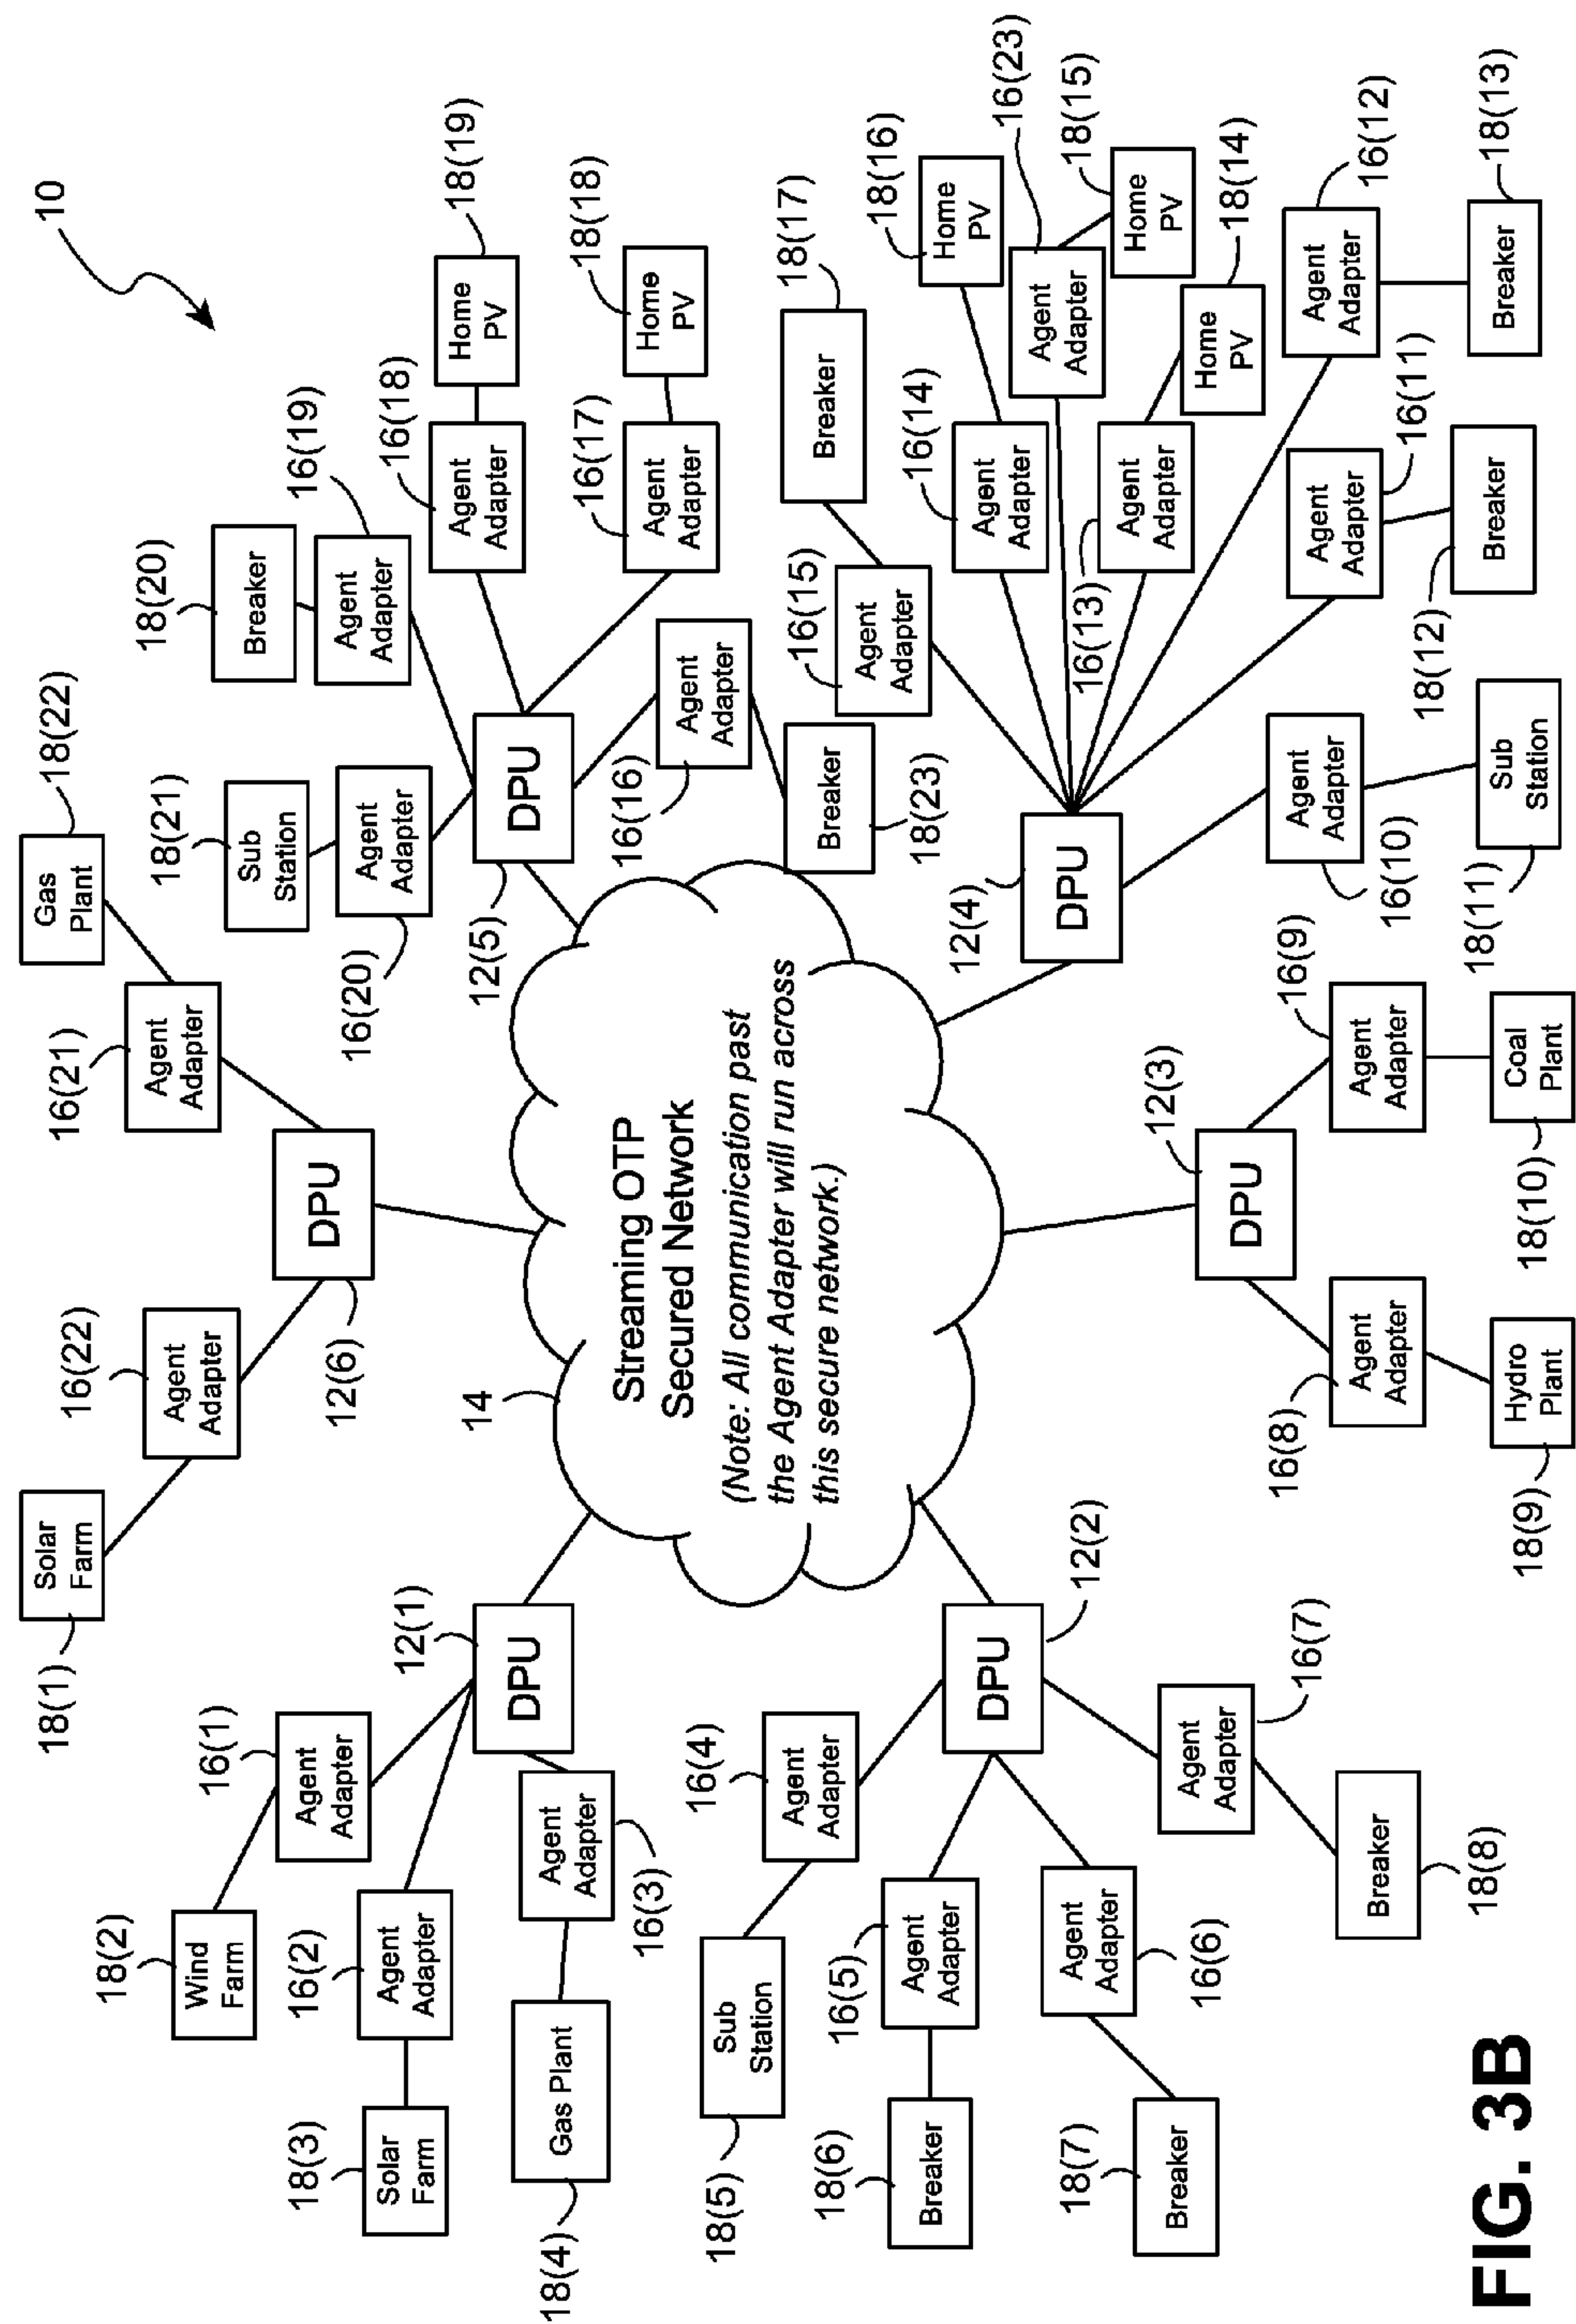 10
18(1)
Solar
Farm
16(22)
Agent
Adapter
12(6)
DPU
16(21)
Agent
Adapter
Gas
Plant
18(22)
18(21)
Sub
Station
16(20)
Agent
Adapter
18(20)
Breaker
16(19)
Agent
Adapter
16(18)
Agent
Adapter
Home
PV
18(19)
16(17)
Agent
Adapter
Home
PV
18(18)
12(5)
DPU
16(16)
Agent
Adapter
Breaker
18(23)
18(2)
Wind
Farm
16(1)
Agent
Adapter
12(1)
DPU
18(3)
Solar
Farm
16(2)
Agent
Adapter
18(4)
Gas Plant
Agent
Adapter
16(3)
14
Streaming OTP
Secured Network
(Note: All communication past
the Agent Adapter will run across
this secure network.)
18(5)
Sub
Station
16(4)
Agent
Adapter
DPU
12(2)
18(6)
Breaker
16(5)
Agent
Adapter
18(7)
Breaker
Agent
Adapter
16(6)
Agent
Adapter
16(7)
Breaker
18(8)
12(3)
DPU
16(8)
Agent
Adapter
18(9)
Hydro
Plant
16(9)
Agent
Adapter
18(10)
Coal
Plant
12(4)
DPU
16(10)
Agent
Adapter
18(11)
Sub
Station
16(15)
Agent
Adapter
Breaker
18(17)
16(14)
Agent
Adapter
18(16)
Home
PV
16(23)
Agent
Adapter
18(15)
Home
PV
16(13)
Agent
Adapter
Home
PV
18(14)
Agent
Adapter
16(12)
Breaker
18(13)
Agent
Adapter
16(11)
18(12)
Breaker
FIG. 3B